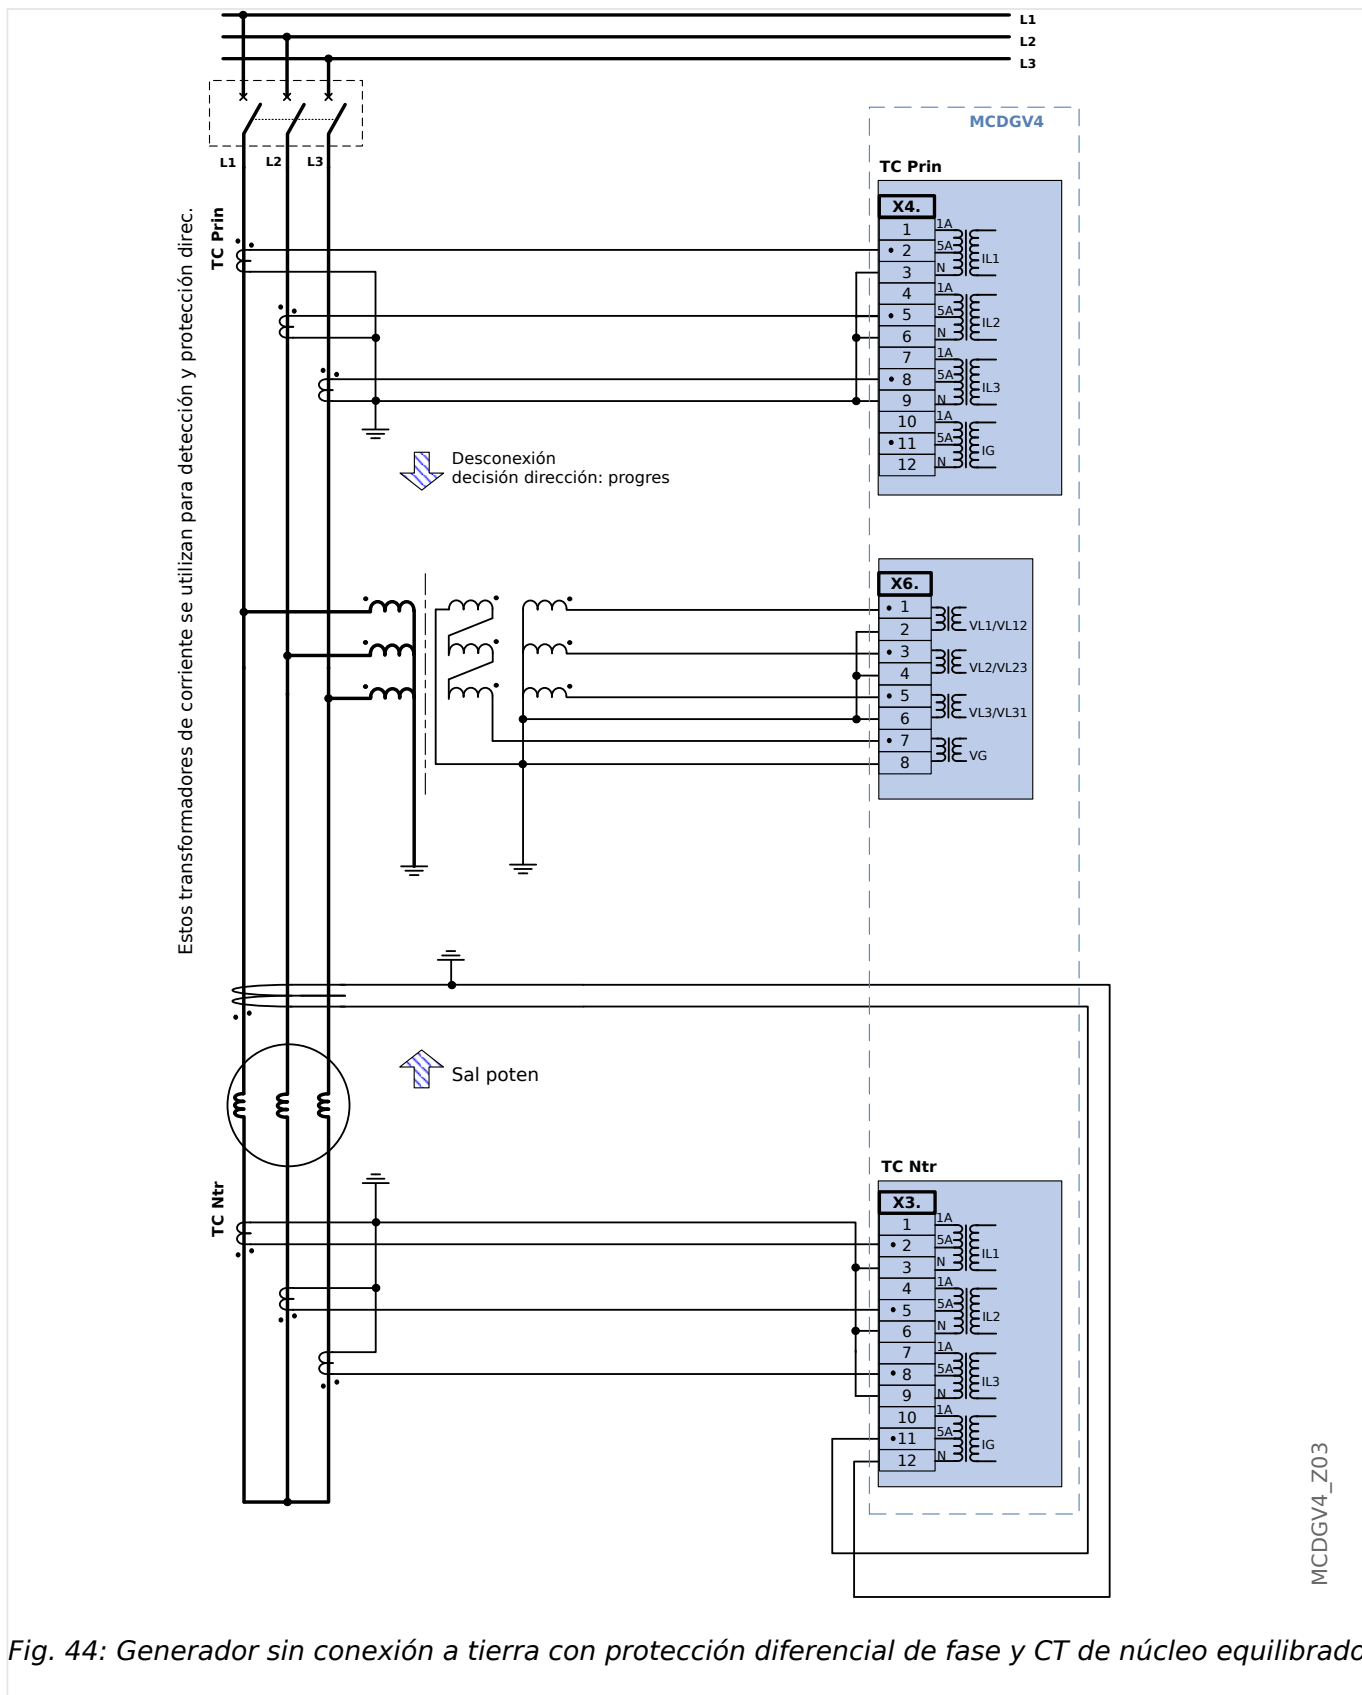 L1
L2
L3
MCDGV4
L1 L2 L3
TC Prin
TC Prin
Estos transformadores de corriente se utilizan para detección y protección direc.
X4.
1 1A
2 5A IL1
3 N
4 1A
5 5A IL2
6 N
7 1A
8 5A IL3
9 N
10 1A
11 5A IG
12 N
Desconexión
decisión dirección: progres
X6.
1
2 VL1/VL12
3
4 VL2/VL23
5
6 VL3/VL31
7
8 VG
Sal poten
TC Ntr
TC Ntr
X3.
1 1A
2 5A IL1
3 N
4 1A
5 5A IL2
6 N
7 1A
8 5A IL3
9 N
10 1A
11 5A IG
12 N
MCDGV4_Z03
Fig. 44: Generador sin conexión a tierra con protección diferencial de fase y CT de núcleo equilibrado